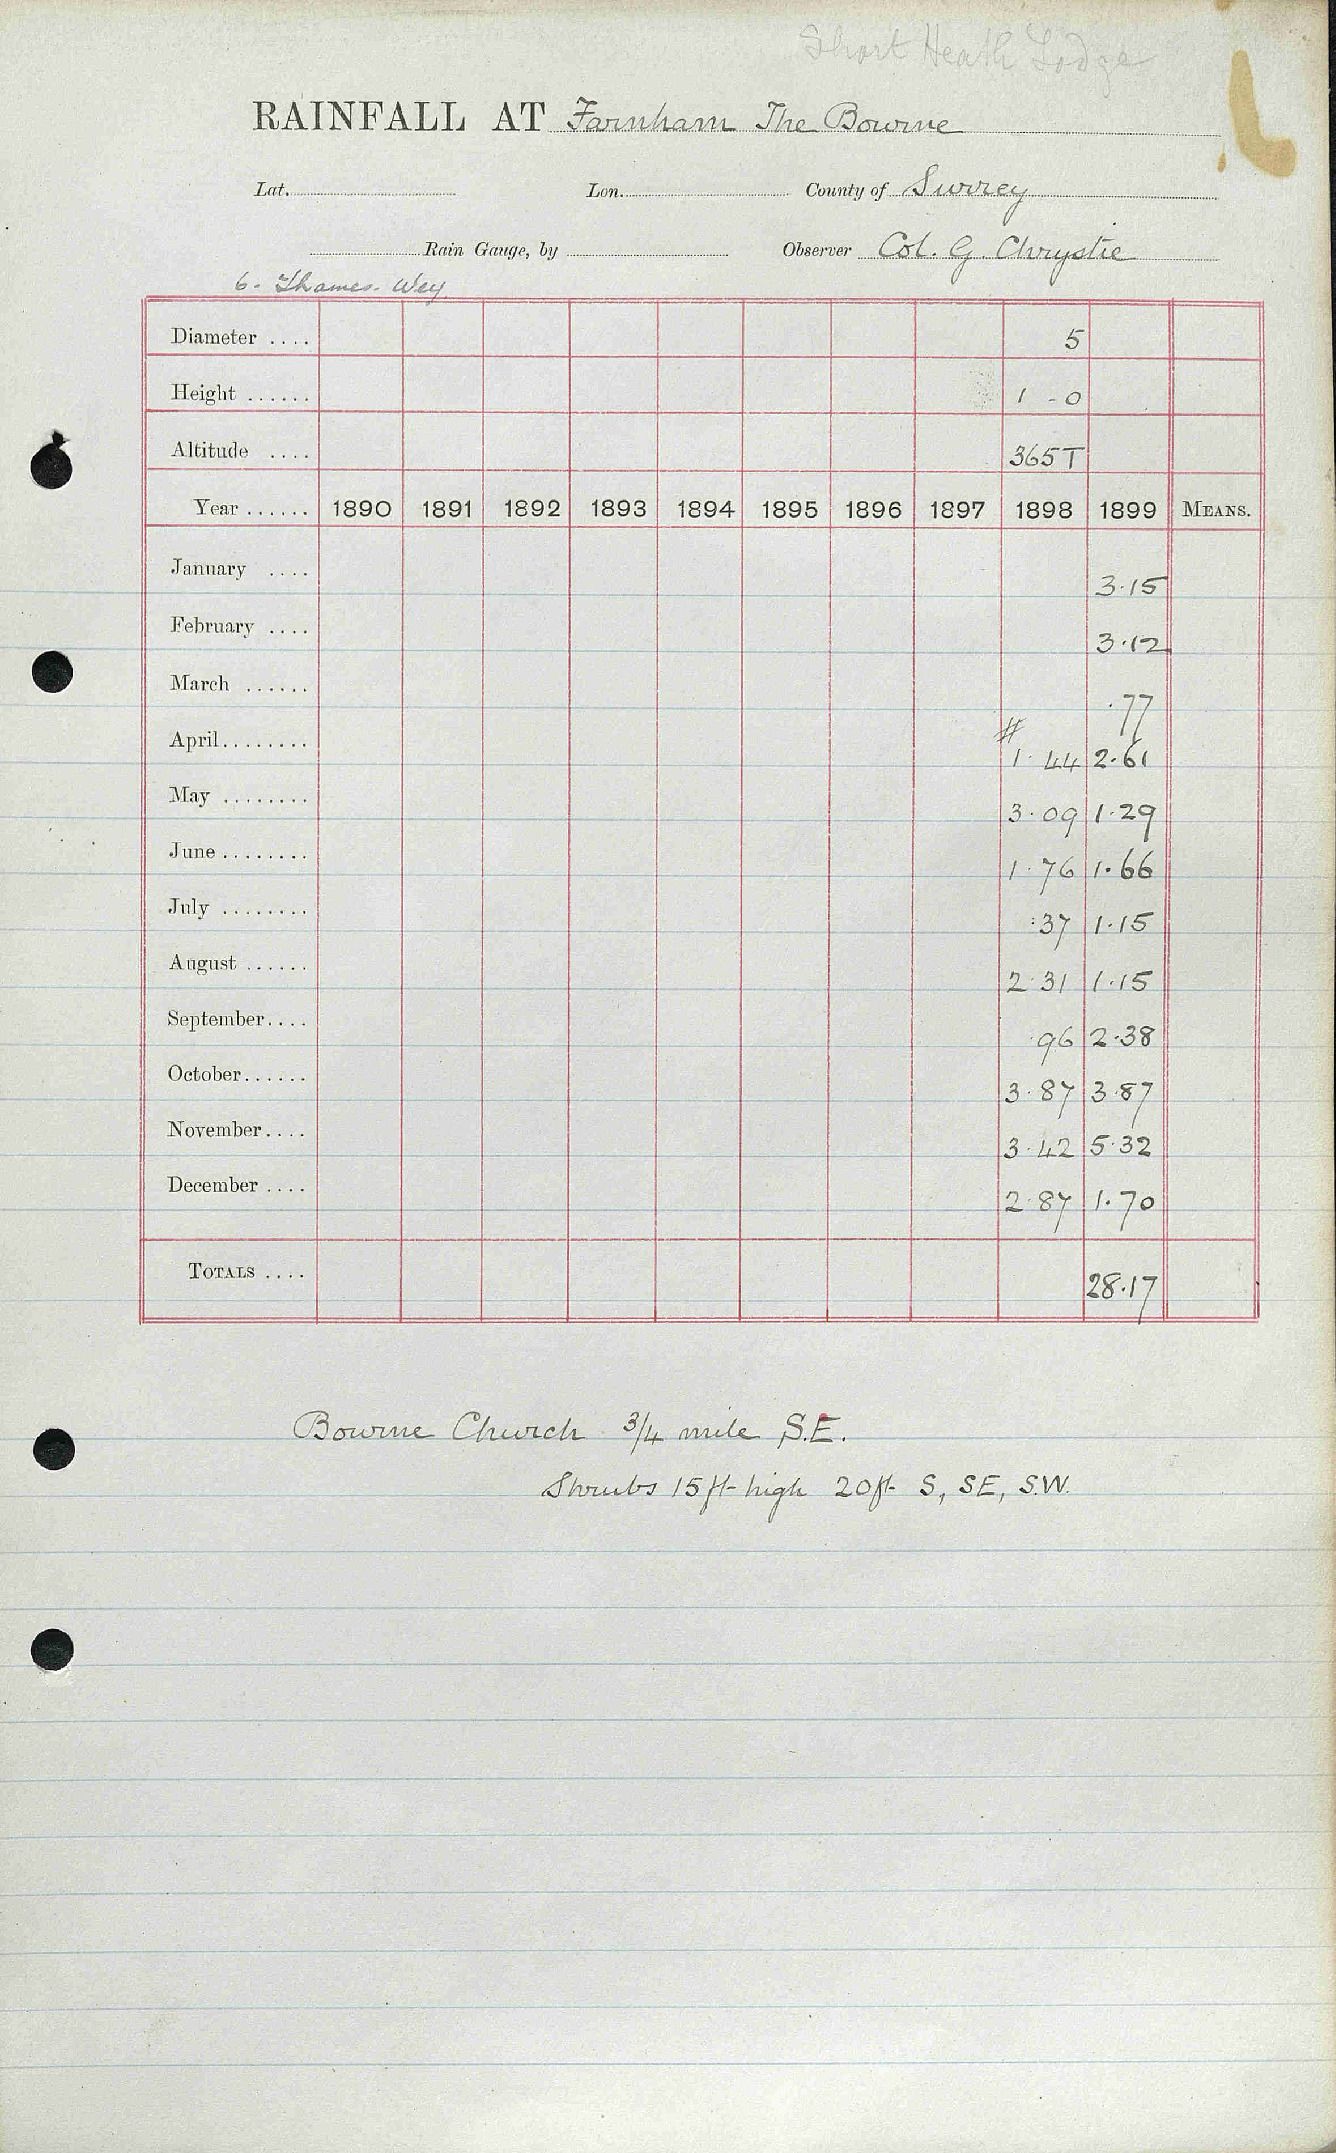 Short Heath Lodge
RAINFALL AT Farnham The Bourne
Lat. Lon. County of Surrey
Rain Gauge, by Observer Col. G. Chrystie
6. Thames. Wey
Diameter .... 5
Height ...... 1 - 0
Altitude .... 365T
Year ...... 1890 1891 1892 1893 1894 1895 1896 1897 1898 1899 MEANS.
January .... 3.15
February .... 3.12
March ...... .77
April........ # 1.44 2.61
May ........ 3.09 1.29
June ........ 1.76 1.66
July ........ .37 1.15
August ...... 2.31 1.15
September.... .96 2.38
October...... 3.87 3.87
November.... 3.42 5.32
December .... 2.87 1.70
TOTALS .... 28.17
Bourne Church 3/4 mile S.E.
Shrubs 15ft high 20ft S, SE, S.W.